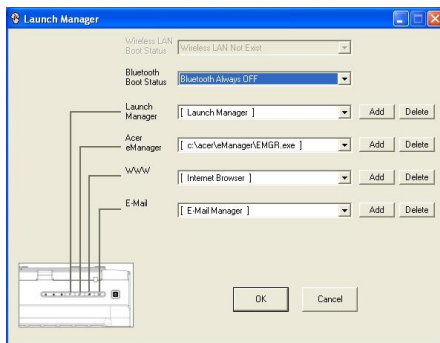 Launch Manager
Wireless LAN
Boot Status
Wireless LAN Not Exist
Bluetooth
Boot Status
Bluetooth Always OFF
Launch
Manager
[ Launch Manager ]
Add
Delete
Acer
eManager
[ c:\acer\eManager\EMGR.exe ]
Add
Delete
WWW
[ Internet Browser ]
Add
Delete
E-Mail
[ E-Mail Manager ]
Add
Delete
OK
Cancel